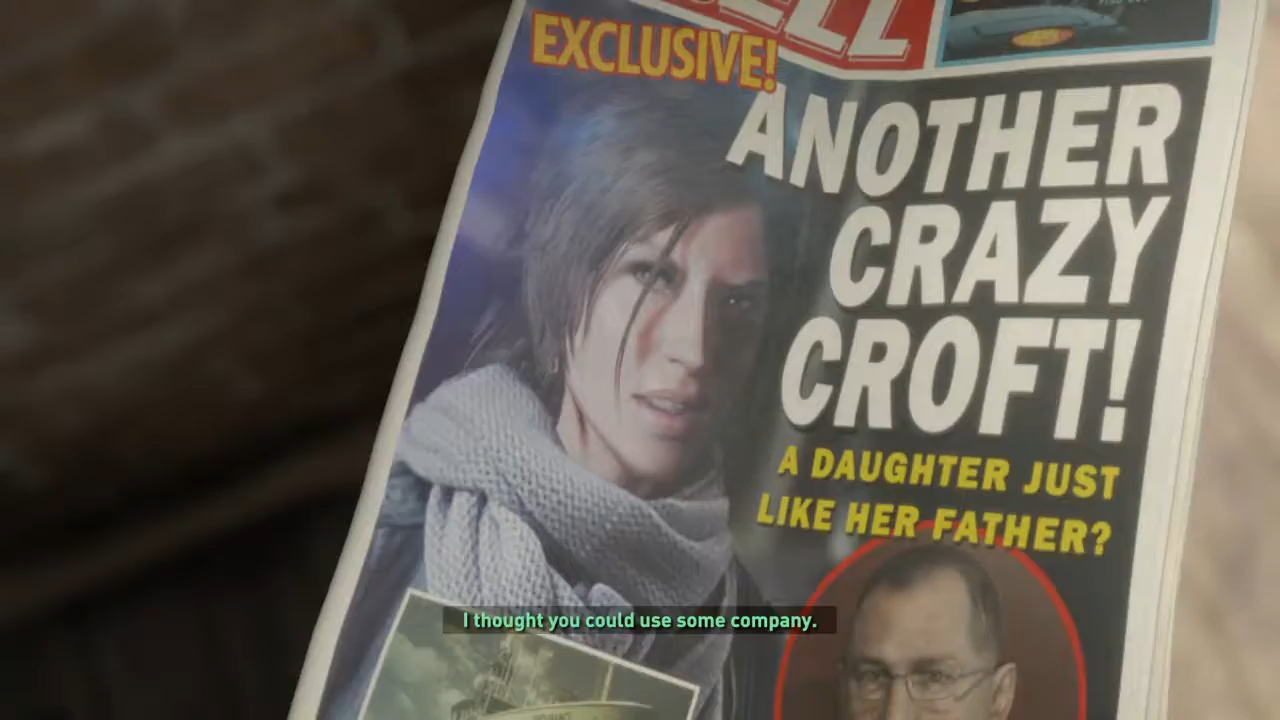 EXCLUSIVE!
ANOTHER
CRAZY
CROFT!
A DAUGHTER JUST
LIKE HER FATHER?
I thought you could use some company.